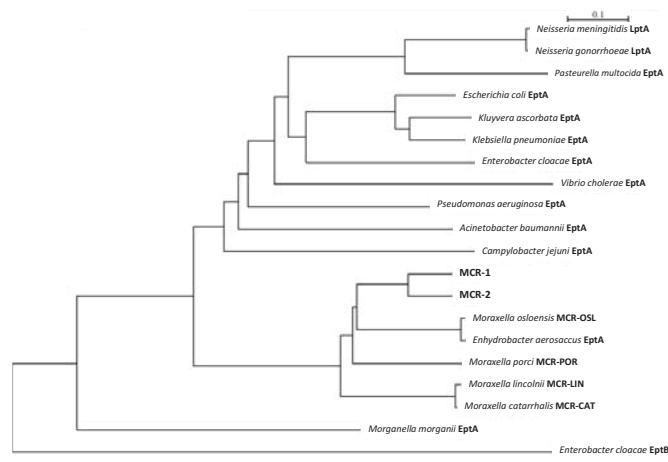 0.1
Neisseria meningitidis LptA
Neisseria gonorrhoeae LptA
Pasteurella multocida EptA
Escherichia coli EptA
Kluyvera ascorbata EptA
Klebsiella pneumoniae EptA
Enterobacter cloacae EptA
Vibrio cholerae EptA
Pseudomonas aeruginosa EptA
Acinetobacter baumannii EptA
Campylobacter jejuni EptA
MCR-1
MCR-2
Moraxella osloensis MCR-OSL
Enhydrobacter aerosaccus EptA
Moraxella porci MCR-POR
Moraxella lincolnii MCR-LIN
Moraxella catarrhalis MCR-CAT
Morganella morganii EptA
Enterobacter cloacae EptB